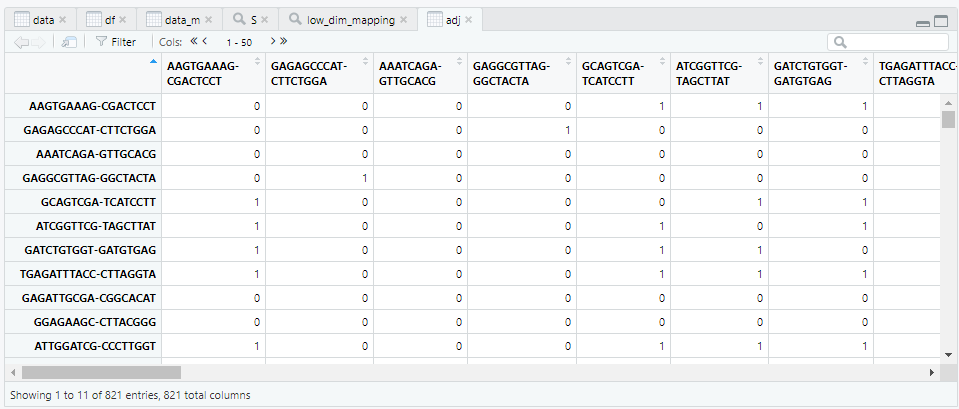 data df data_m S low_dim_mapping adj
Filter Cols: 1 - 50
AAGTGAAAG- GAGAGCCCAT- AAATCAGA- GAGGCGTTAG- GCAGTCGA- ATCGGTTCG- GATCTGTGGT- TGAGATTTACC-
CGACTCCT CTTCTGGA GTTGCACG GGCTACTA TCATCCTT TAGCTTAT GATGTGAG CTTAGGTA
AAGTGAAAG-CGACTCCT 0 0 0 0 1 1 1
GAGAGCCCAT-CTTCTGGA 0 0 0 1 0 0 0
AAATCAGA-GTTGCACG 0 0 0 0 0 0 0
GAGGCGTTAG-GGCTACTA 0 1 0 0 0 0 0
GCAGTCGA-TCATCCTT 1 0 0 0 0 1 1
ATCGGTTCG-TAGCTTAT 1 0 0 0 1 0 1
GATCTGTGGT-GATGTGAG 1 0 0 0 1 1 0
TGAGATTTACC-CTTAGGTA 1 0 0 0 1 1 1
GAGATTGCGA-CGGCACAT 0 0 0 0 0 0 0
GGAGAAGC-CTTACGGG 0 0 0 0 0 0 0
ATTGGATCG-CCCTTGGT 1 0 0 0 1 1 1
Showing 1 to 11 of 821 entries, 821 total columns